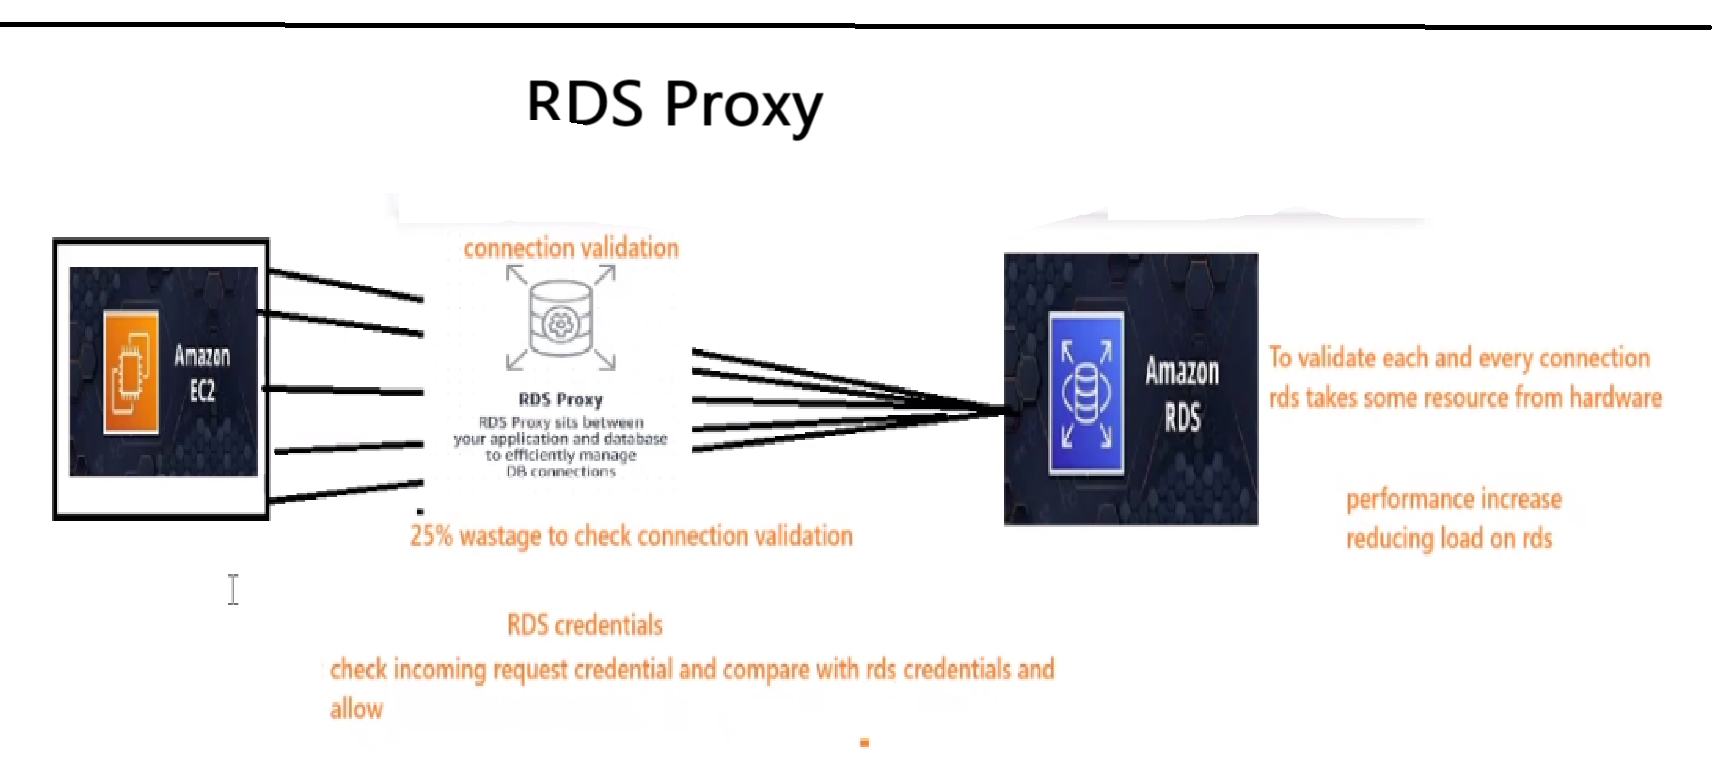 RDS Proxy
connection validation
Amazon
EC2
RDS Proxy
RDS Proxy sits between
your application and database
to efficiently manage
DB connections
Amazon
RDS
To validate each and every connection
rds takes some resource from hardware
performance increase
reducing load on rds
25% wastage to check connection validation
RDS credentials
check incoming request credential and compare with rds credentials and
allow